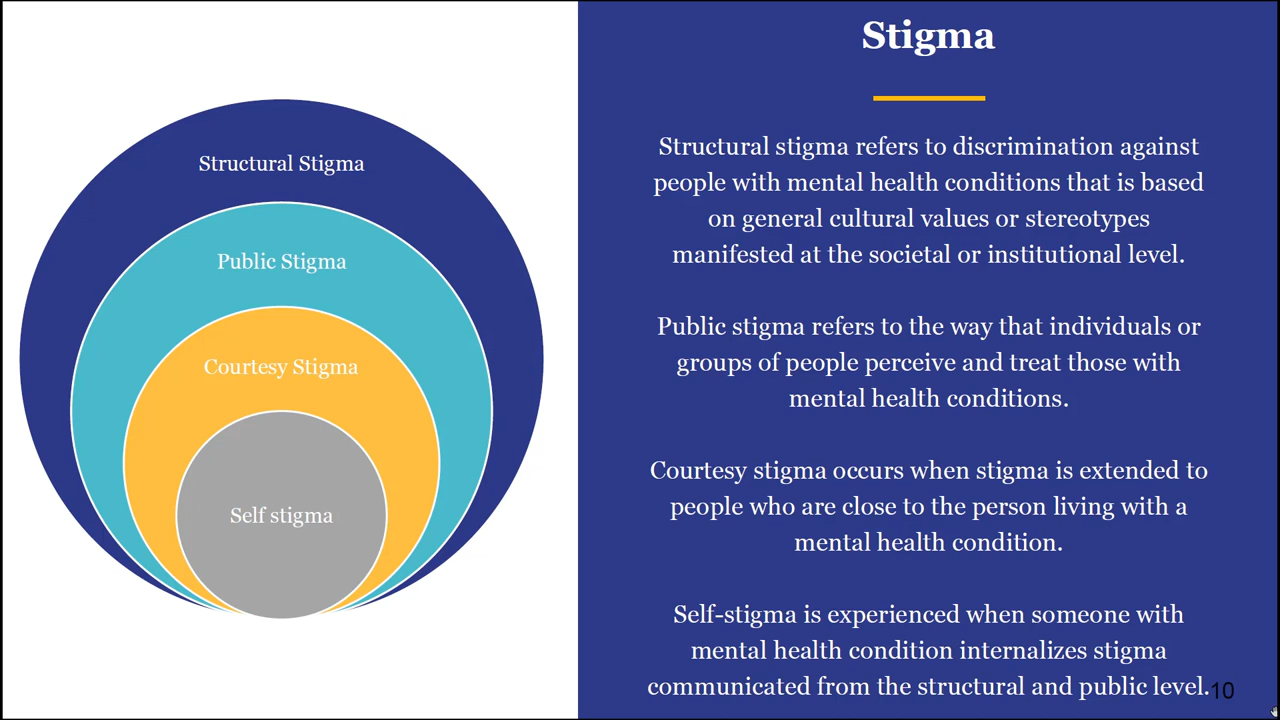 Structural Stigma
Public Stigma
Courtesy Stigma
Self stigma
Stigma
Structural stigma refers to discrimination against
people with mental health conditions that is based
on general cultural values or stereotypes
manifested at the societal or institutional level.
Public stigma refers to the way that individuals or
groups of people perceive and treat those with
mental health conditions.
Courtesy stigma occurs when stigma is extended to
people who are close to the person living with a
mental health condition.
Self-stigma is experienced when someone with
mental health condition internalizes stigma
communicated from the structural and public level.
10